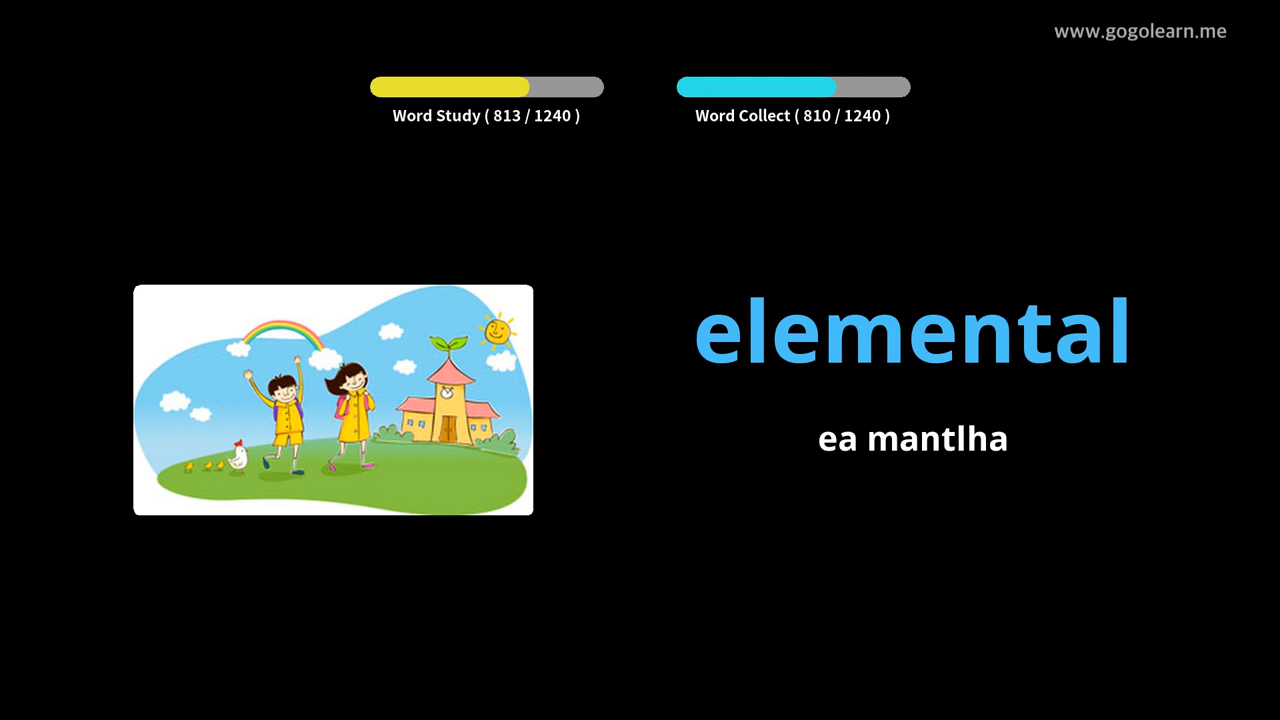 www.gogolearn.me
Word Study ( 813 / 1240 )
Word Collect ( 810 / 1240 )
elemental
ea mantlha